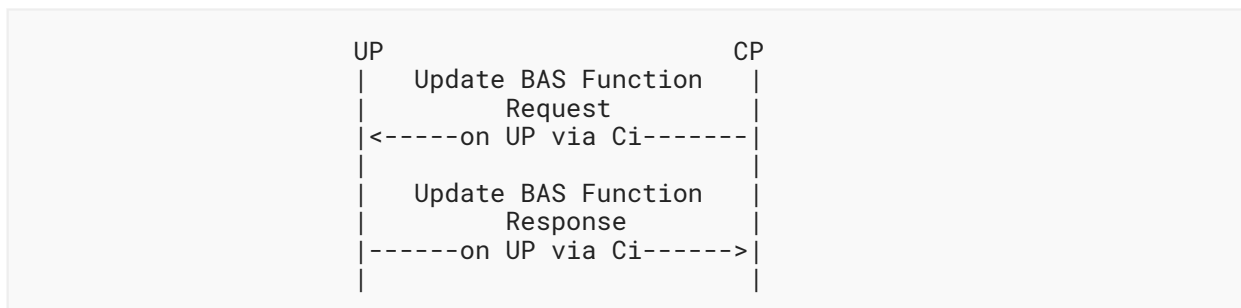 UP                       CP
|   Update BAS Function   |
|         Request         |
|<-----on UP via Ci-------|
|                         |
|   Update BAS Function   |
|         Response        |
|------on UP via Ci------>|
|                         |